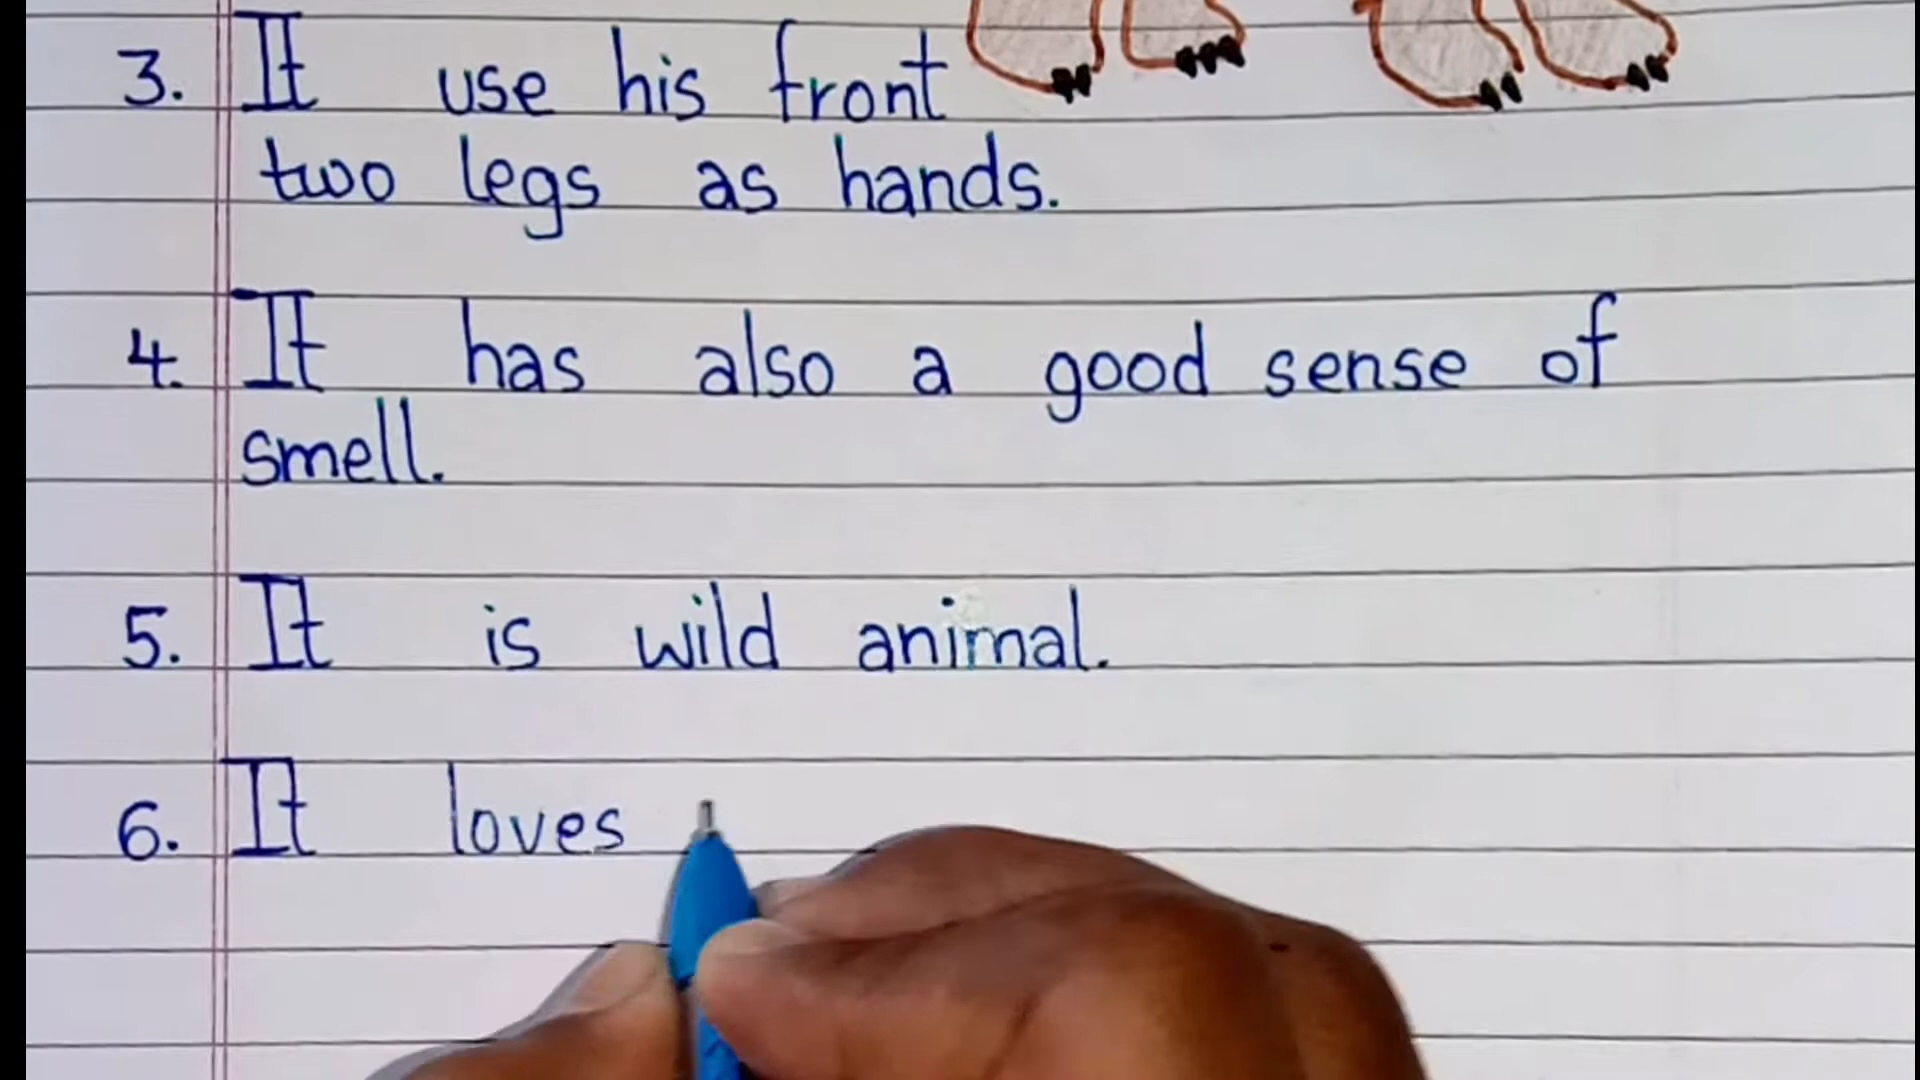 3. It use his front
two legs as hands.
4. It has also a good sense of
smell.
5. It is wild animal.
6. It loves